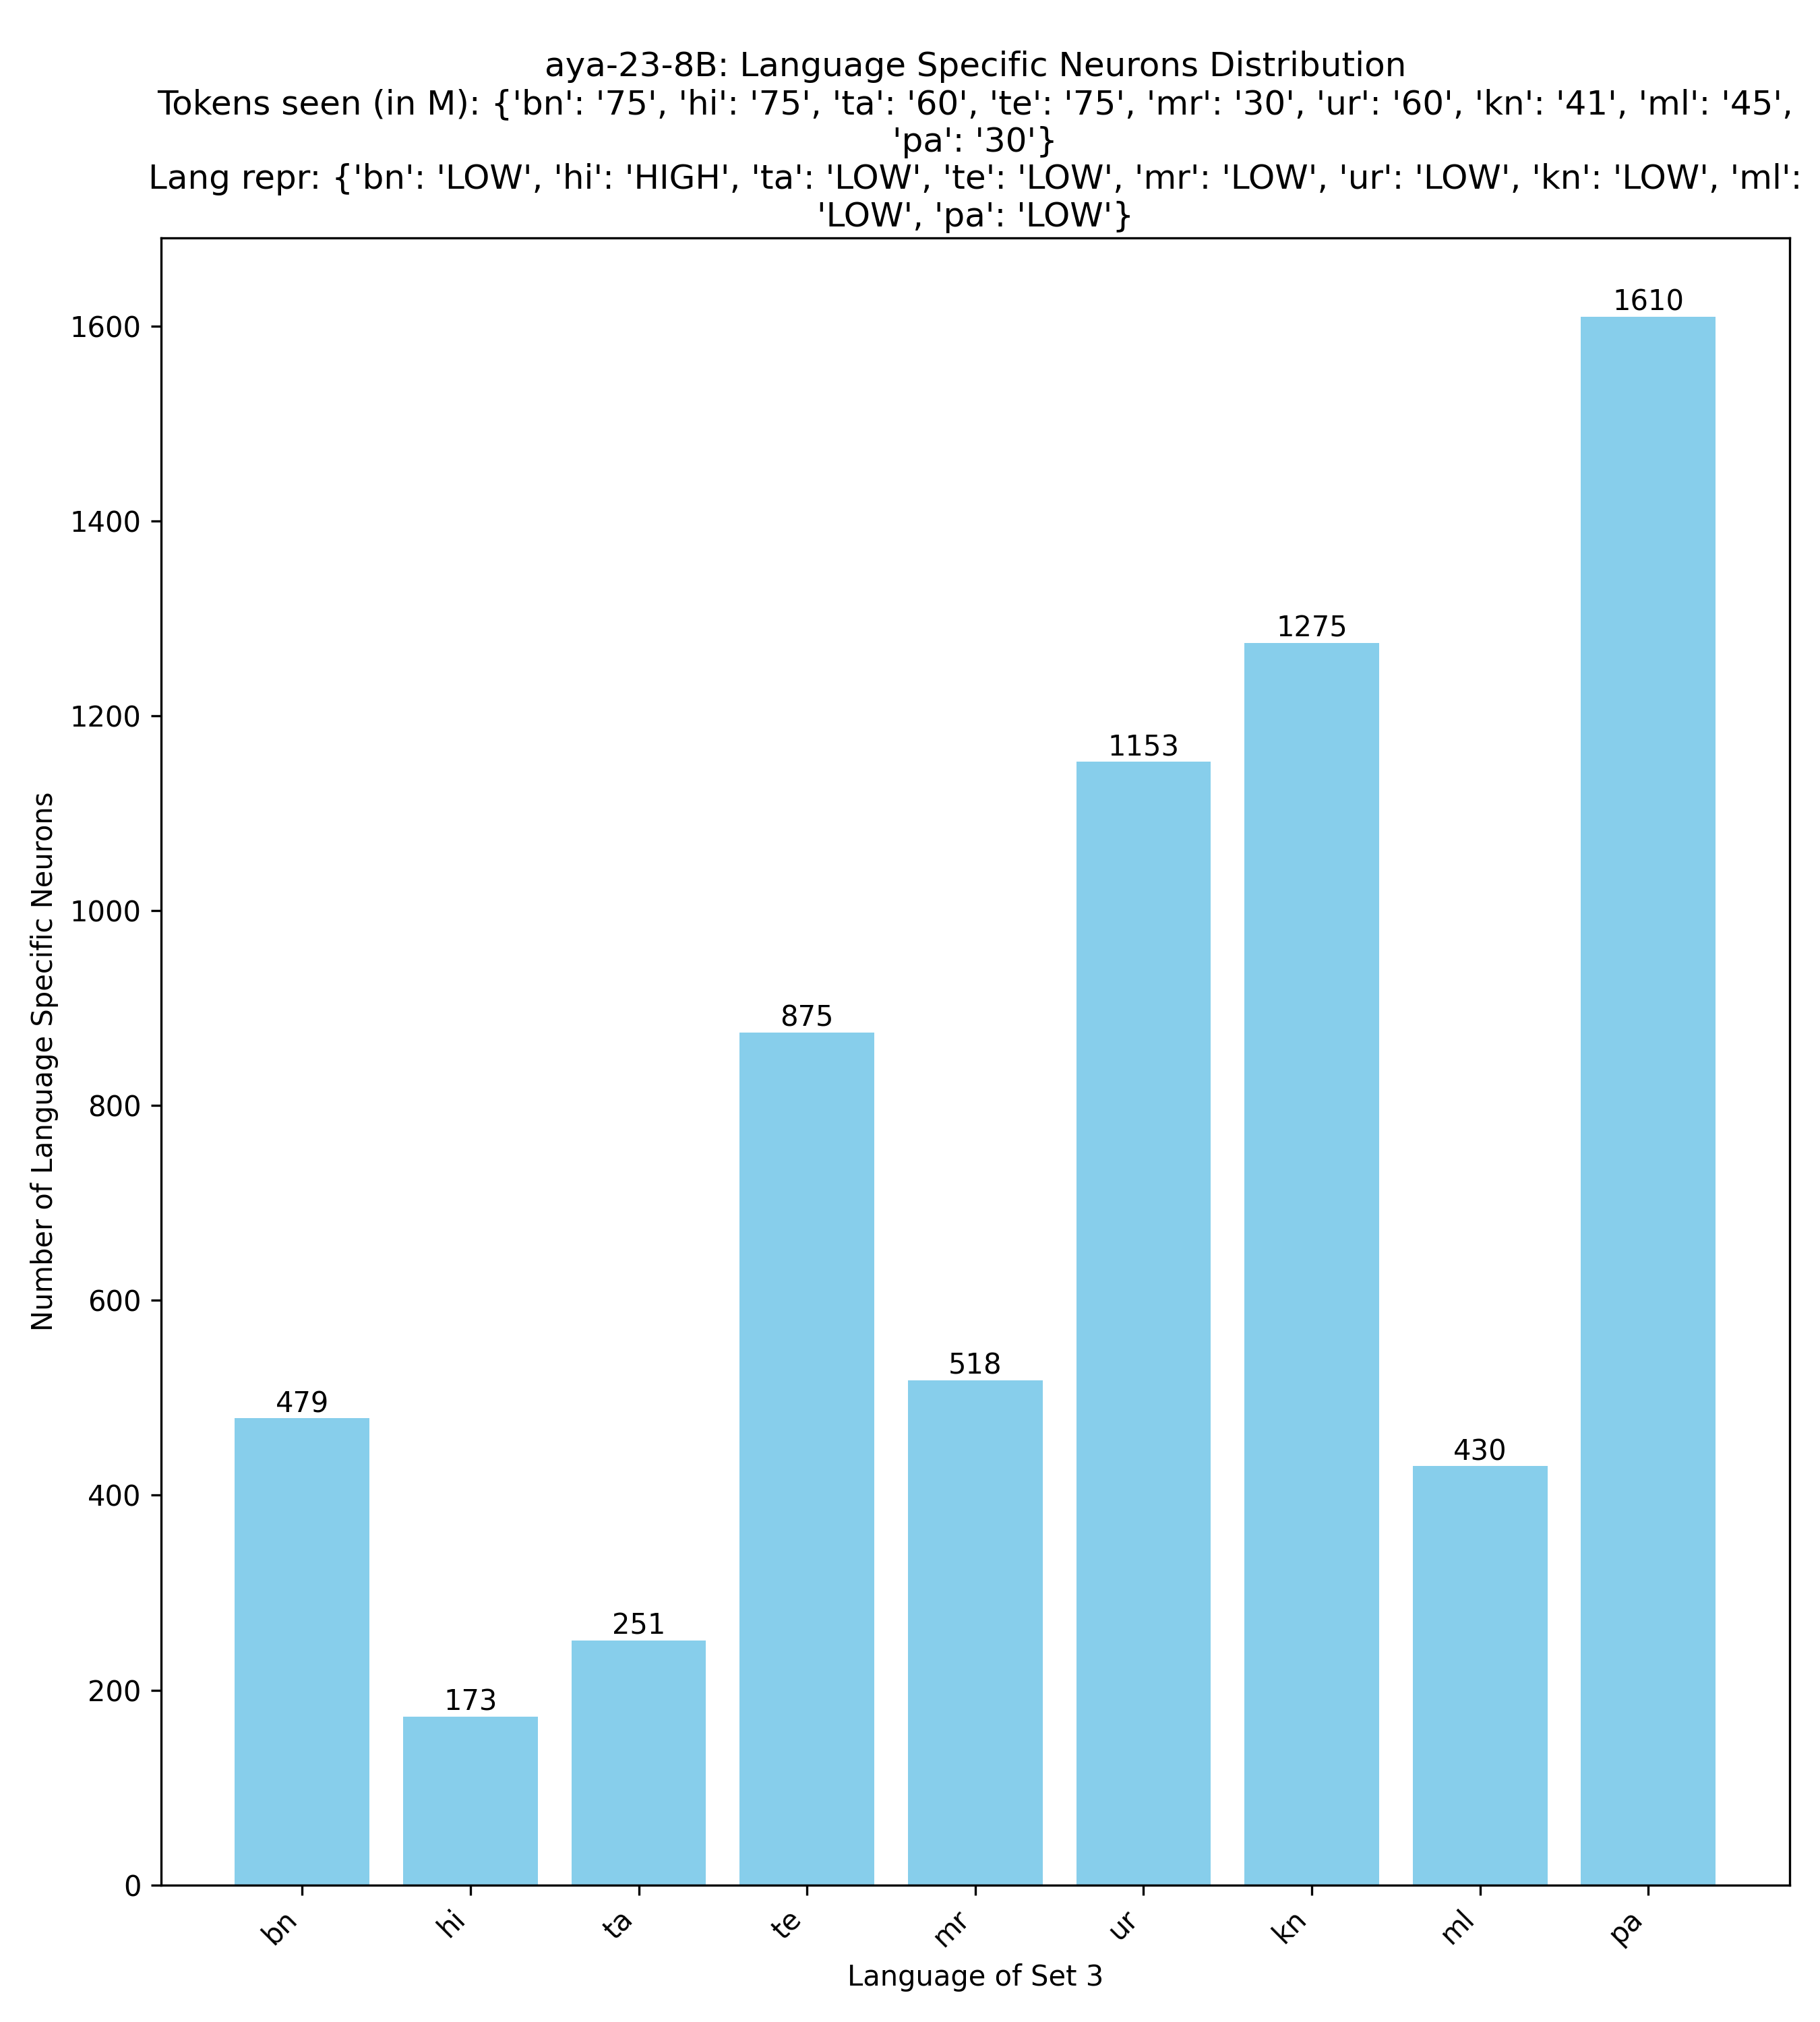 aya-23-8B: Language Specific Neurons Distribution
Tokens seen (in M): {'bn': '75', 'hi': '75', 'ta': '60', 'te': '75', 'mr': '30', 'ur': '60', 'kn': '41', 'ml': '45',
'pa': '30'}
Lang repr: {'bn': 'LOW', 'hi': 'HIGH', 'ta': 'LOW', 'te': 'LOW', 'mr': 'LOW', 'ur': 'LOW', 'kn': 'LOW', 'ml':
'LOW', 'pa': 'LOW'}
Number of Language Specific Neurons
1600
1400
1200
1000
800
600
400
200
0
479
173
251
875
518
1153
1275
430
1610
bn
hi
ta
te
mr
ur
kn
ml
pa
Language of Set 3